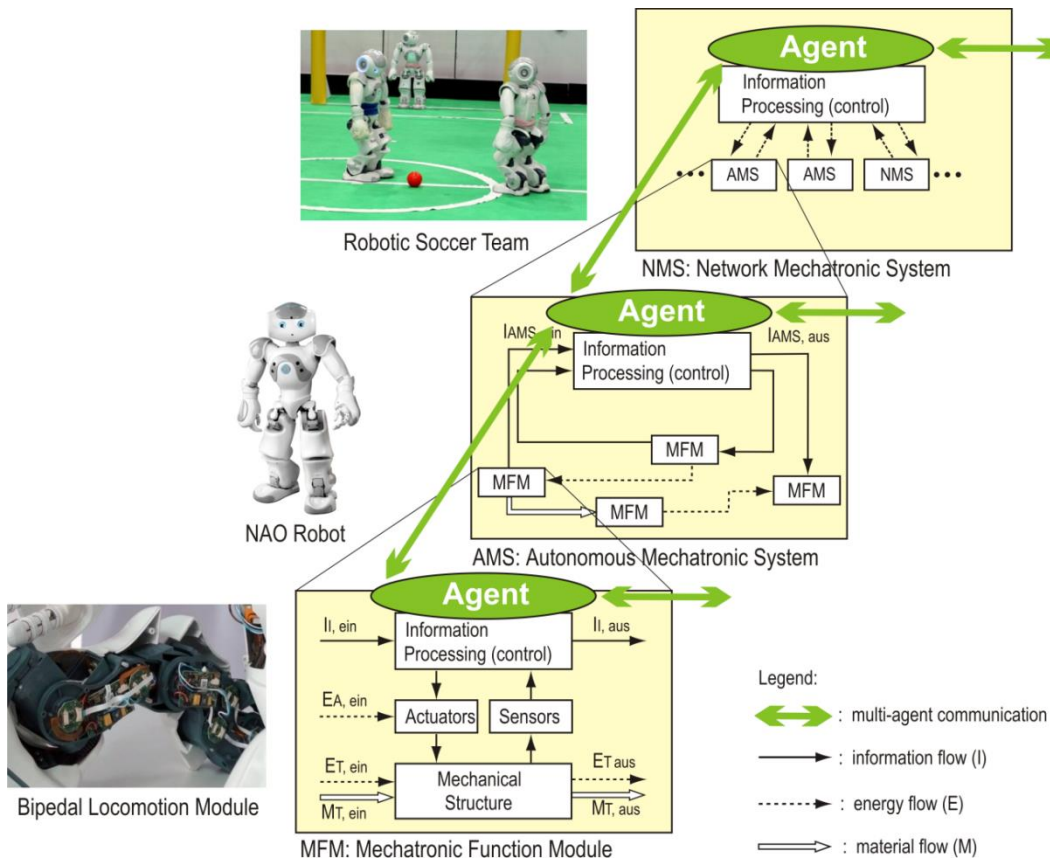 Agent
Information
Processing (control)
AMS
AMS
NMS
Robotic Soccer Team
NMS: Network Mechatronic System
Agent
IAMS, ein
IAMS, aus
Information
Processing (control)
MFM
MFM
MFM
MFM
NAO Robot
AMS: Autonomous Mechatronic System
Agent
II, ein
II, aus
Information
Processing (control)
EA, ein
Actuators
Sensors
ET, ein
ET aus
Mechanical
Structure
MT, ein
MT, aus
Bipedal Locomotion Module
MFM: Mechatronic Function Module
Legend:
: multi-agent communication
: information flow (I)
: energy flow (E)
: material flow (M)